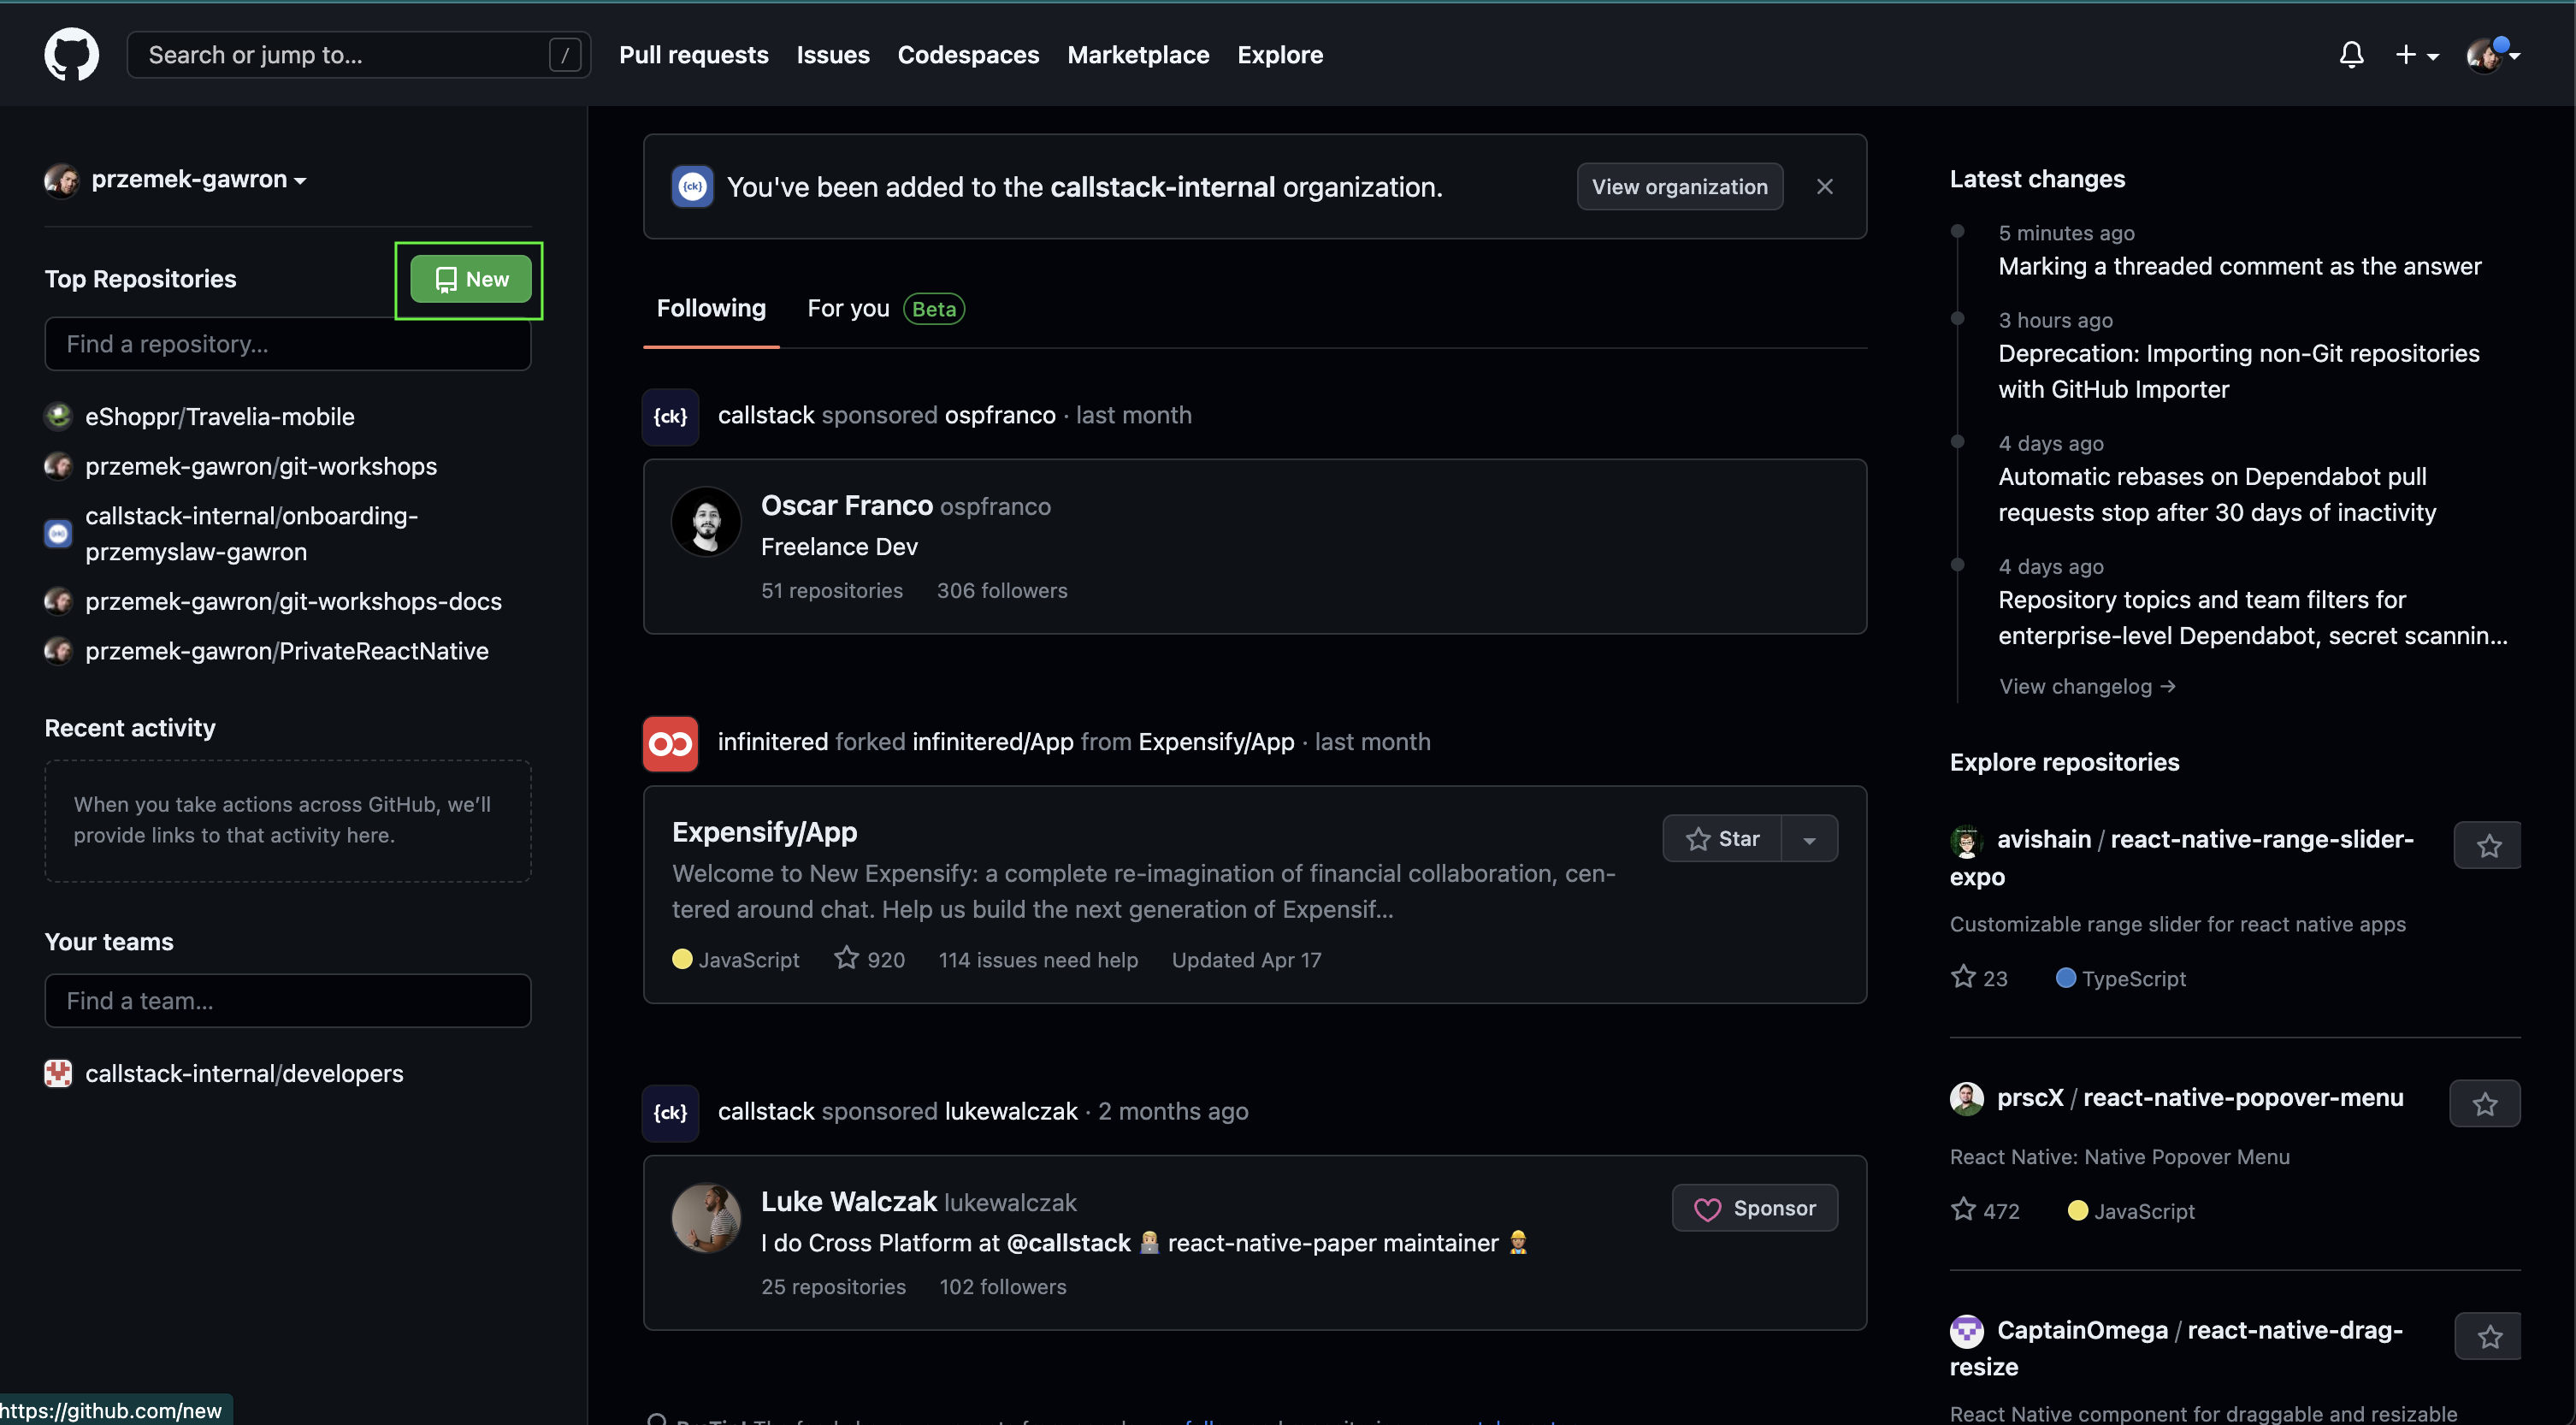 Search or jump to... /
Pull requests
Issues
Codespaces
Marketplace
Explore
przemek-gawron
Top Repositories
New
Find a repository...
eShoppr/Travelia-mobile
przemek-gawron/git-workshops
callstack-internal/onboarding-
przemyslaw-gawron
przemek-gawron/git-workshops-docs
przemek-gawron/PrivateReactNative
Recent activity
When you take actions across GitHub, we’ll
provide links to that activity here.
Your teams
Find a team...
callstack-internal/developers
https://github.com/new
{ck}
You've been added to the callstack-internal organization.
View organization
Following
For you
Beta
{ck}
callstack sponsored ospfranco · last month
Oscar Franco ospfranco
Freelance Dev
51 repositories 306 followers
infinitered forked infinitered/App from Expensify/App · last month
Expensify/App
Star
Welcome to New Expensify: a complete re-imagination of financial collaboration, cen-
tered around chat. Help us build the next generation of Expensif...
JavaScript 920 114 issues need help Updated Apr 17
{ck}
callstack sponsored lukewalczak · 2 months ago
Luke Walczak lukewalczak
Sponsor
I do Cross Platform at @callstack 👨🏼‍💻 react-native-paper maintainer 👷🏽‍♂️
25 repositories 102 followers
Latest changes
5 minutes ago
Marking a threaded comment as the answer
3 hours ago
Deprecation: Importing non-Git repositories
with GitHub Importer
4 days ago
Automatic rebases on Dependabot pull
requests stop after 30 days of inactivity
4 days ago
Repository topics and team filters for
enterprise-level Dependabot, secret scannin...
View changelog →
Explore repositories
avishain / react-native-range-slider-
expo
Customizable range slider for react native apps
23 TypeScript
prscX / react-native-popover-menu
React Native: Native Popover Menu
472 JavaScript
CaptainOmega / react-native-drag-
resize
React Native component for draggable and resizable